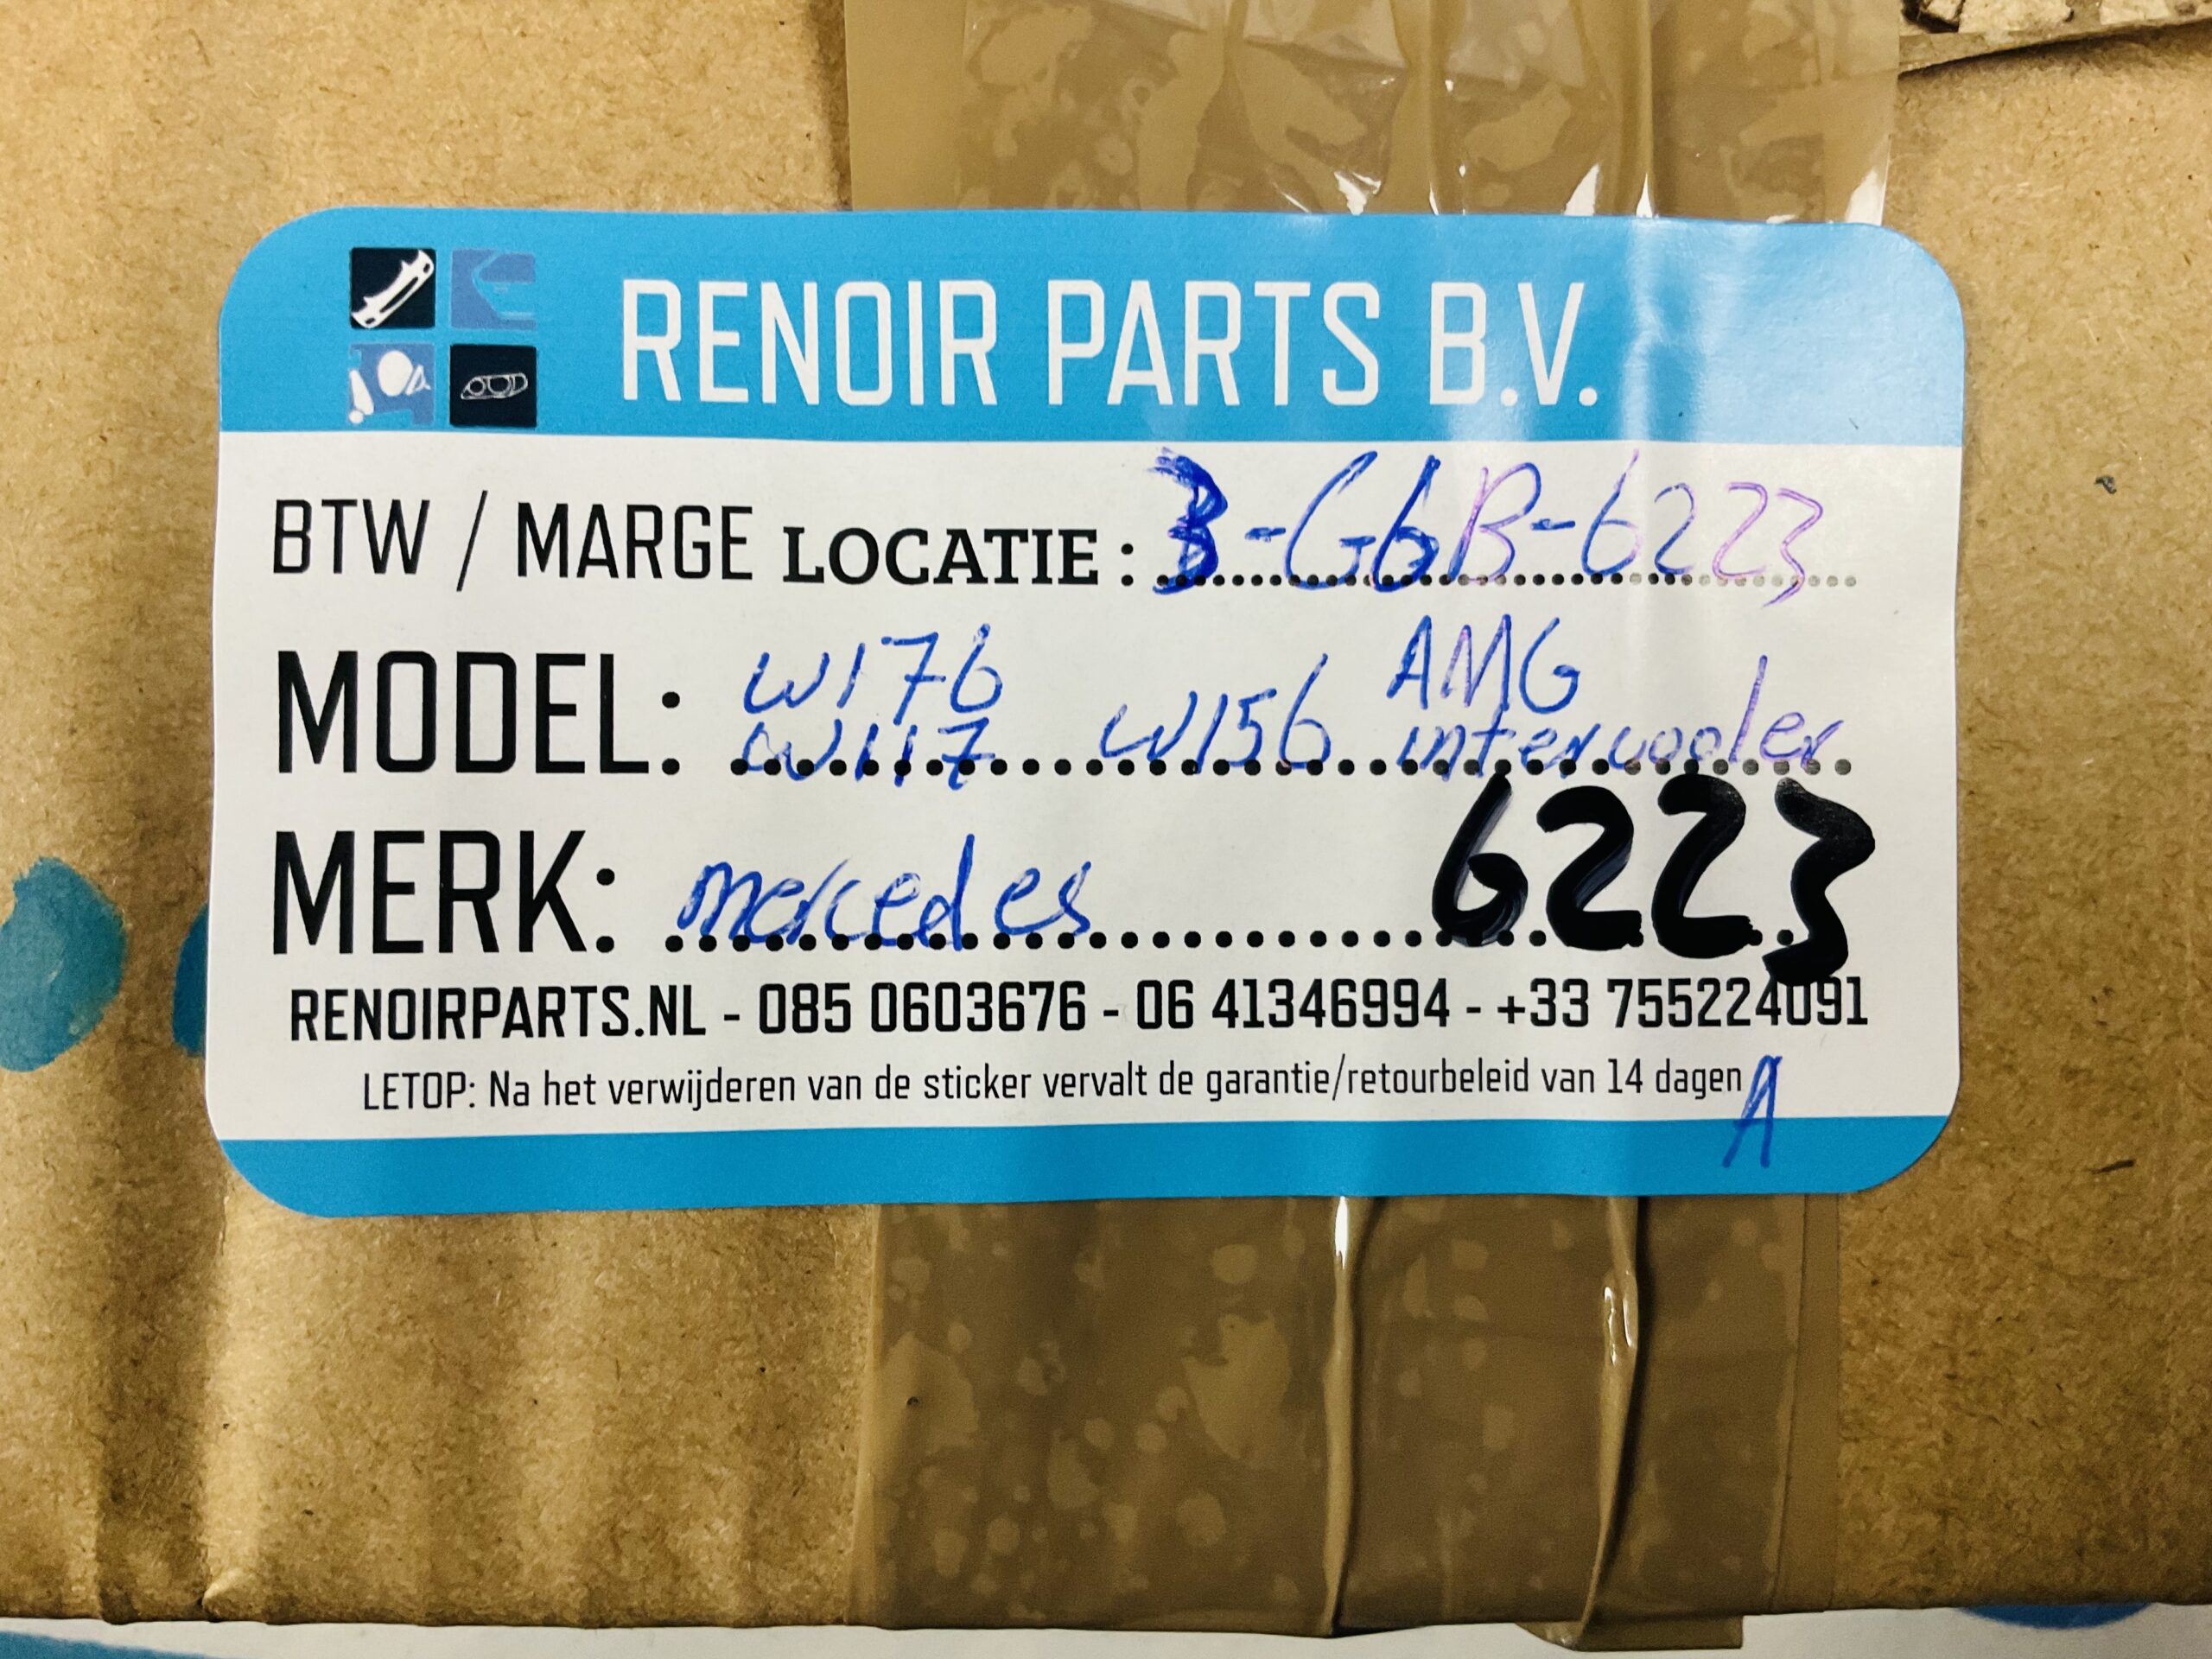 RENOIR PARTS B.V.
BTW / MARGE LOCATIE : B-G6B-6223
MODEL: W176 AMG
W117 W156 intercooler
MERK: mercedes 6223
RENOIRPARTS.NL - 085 0603676 - 06 41346994 - +33 755224091
LETOP: Na het verwijderen van de sticker vervalt de garantie/retourbeleid van 14 dagen A